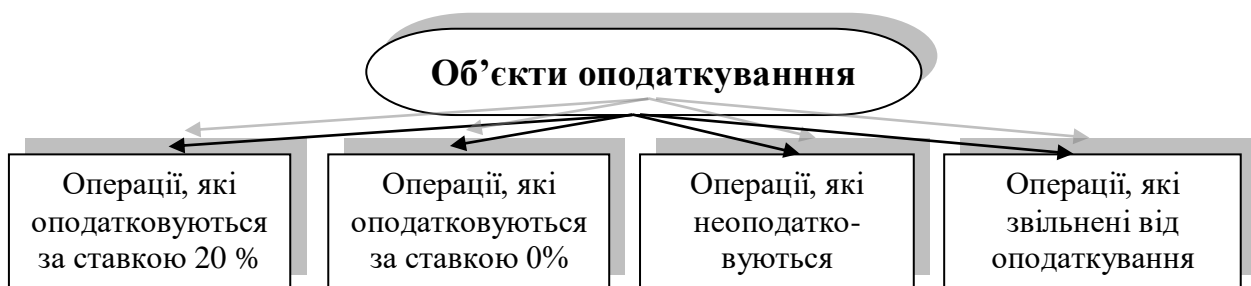 Об’єкти оподаткуванння
Операції, які
оподатковуються
за ставкою 20 %
Операції, які
оподатковуються
за ставкою 0%
Операції, які
неоподатко-
вуються
Операції, які
звільнені від
оподаткування